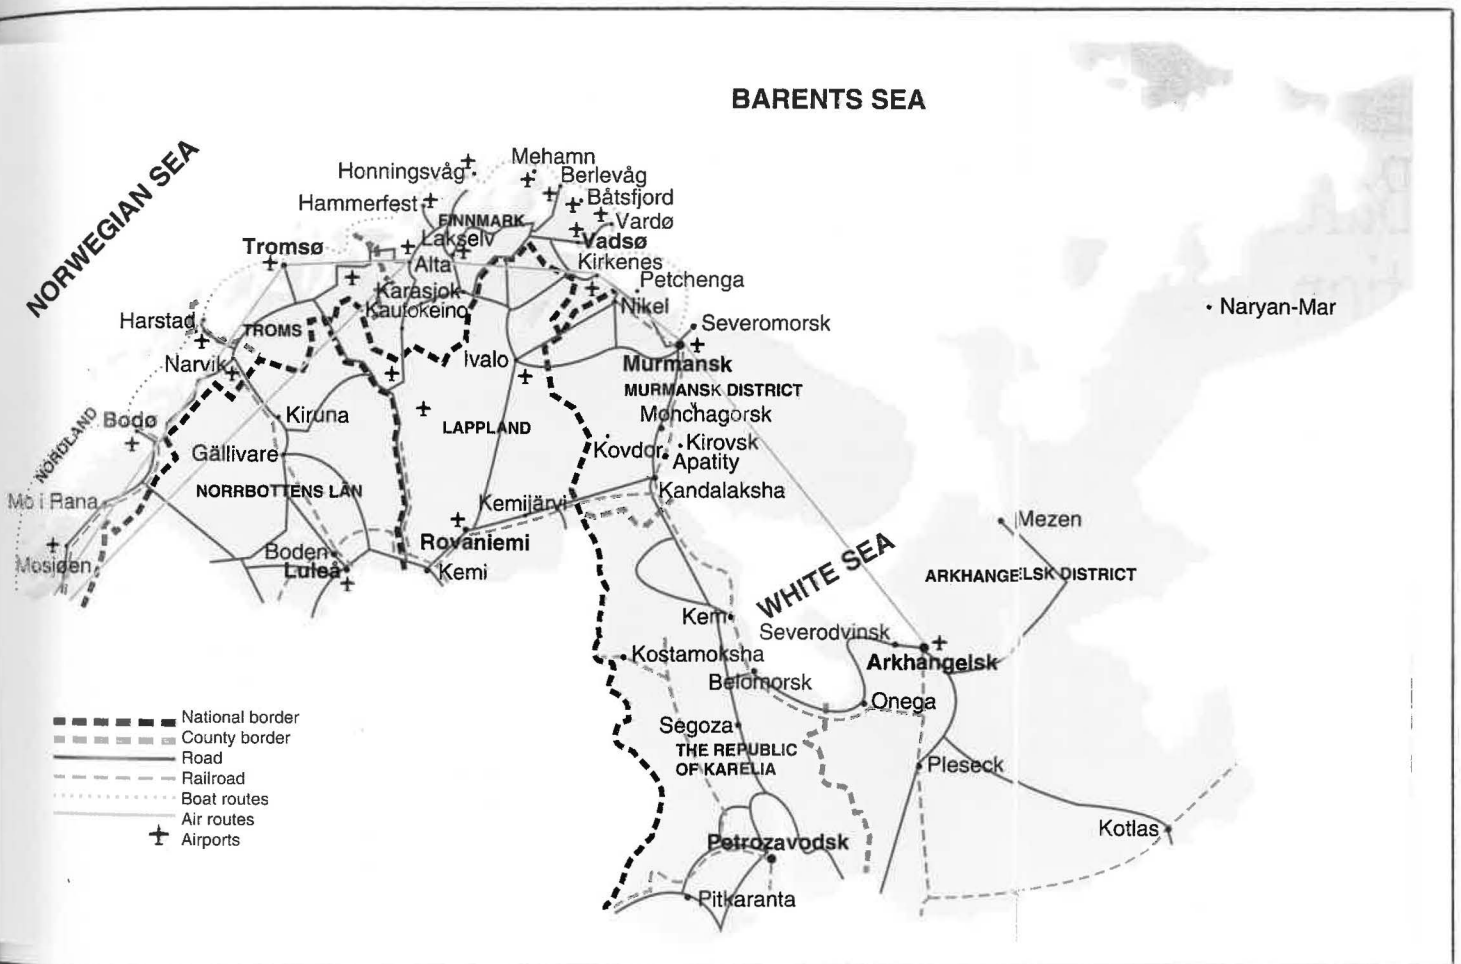 BARENTS SEA
NORWEGIAN SEA
Mehamn
Honningsvåg
Berlevåg
Båtsfjord
Hammerfest
FINNMARK
Vardø
Tromsø
Lakselv
Vadsø
Alta
Kirkenes
Petchenga
Karasjok
Kautokeino
Nikel
Naryan-Mar
Harstad
TROMS
Severomorsk
Narvik
Ivalo
Murmansk
MURMANSK DISTRICT
Bodø
Kiruna
LAPPLAND
Monchagorsk
NORDLAND
Gällivare
Kovdor
Kirovsk
Apatity
Mo i Rana
NORRBOTTENS LÄN
Kemijärvi
Kandalaksha
Mezen
Mosjøen
Boden
Rovaniemi
WHITE SEA
Luleå
Kemi
ARKHANGELSK DISTRICT
Kem
Severodvinsk
Kostamoksha
Arkhangelsk
Belomorsk
Onega
Segoza
THE REPUBLIC
OF KARELIA
Pleseck
Kotlas
Petrozavodsk
Pitkaranta
National border
County border
Road
Railroad
Boat routes
Air routes
Airports